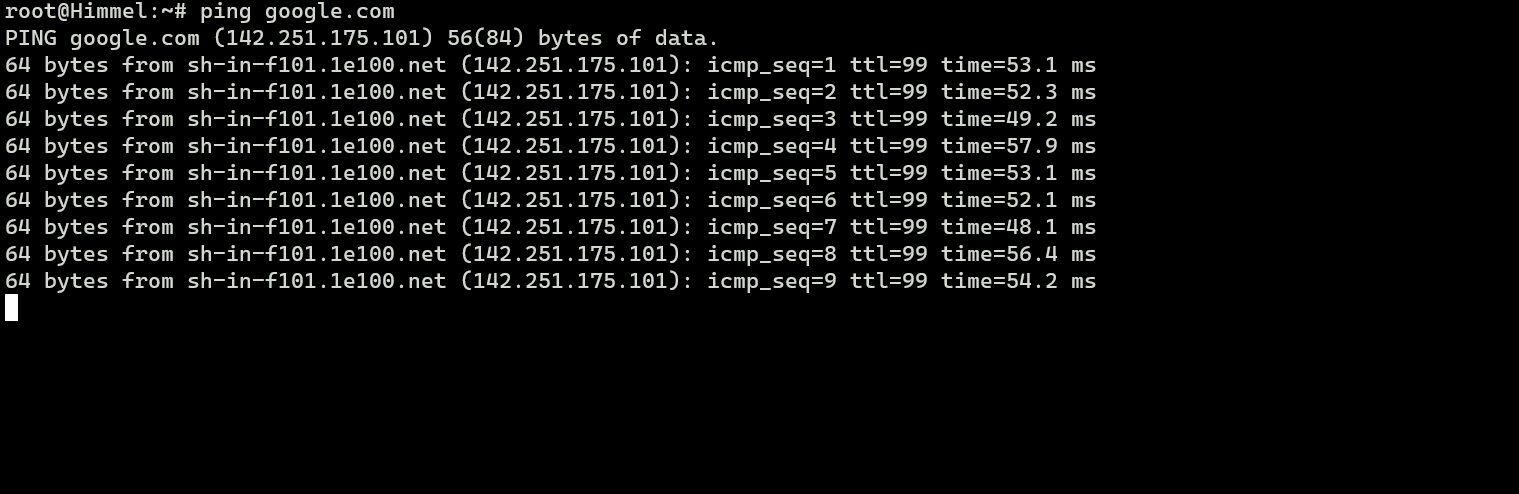 root@Himmel:~# ping google.com
PING google.com (142.251.175.101) 56(84) bytes of data.
64 bytes from sh-in-f101.1e100.net (142.251.175.101): icmp_seq=1 ttl=99 time=53.1 ms
64 bytes from sh-in-f101.1e100.net (142.251.175.101): icmp_seq=2 ttl=99 time=52.3 ms
64 bytes from sh-in-f101.1e100.net (142.251.175.101): icmp_seq=3 ttl=99 time=49.2 ms
64 bytes from sh-in-f101.1e100.net (142.251.175.101): icmp_seq=4 ttl=99 time=57.9 ms
64 bytes from sh-in-f101.1e100.net (142.251.175.101): icmp_seq=5 ttl=99 time=53.1 ms
64 bytes from sh-in-f101.1e100.net (142.251.175.101): icmp_seq=6 ttl=99 time=52.1 ms
64 bytes from sh-in-f101.1e100.net (142.251.175.101): icmp_seq=7 ttl=99 time=48.1 ms
64 bytes from sh-in-f101.1e100.net (142.251.175.101): icmp_seq=8 ttl=99 time=56.4 ms
64 bytes from sh-in-f101.1e100.net (142.251.175.101): icmp_seq=9 ttl=99 time=54.2 ms